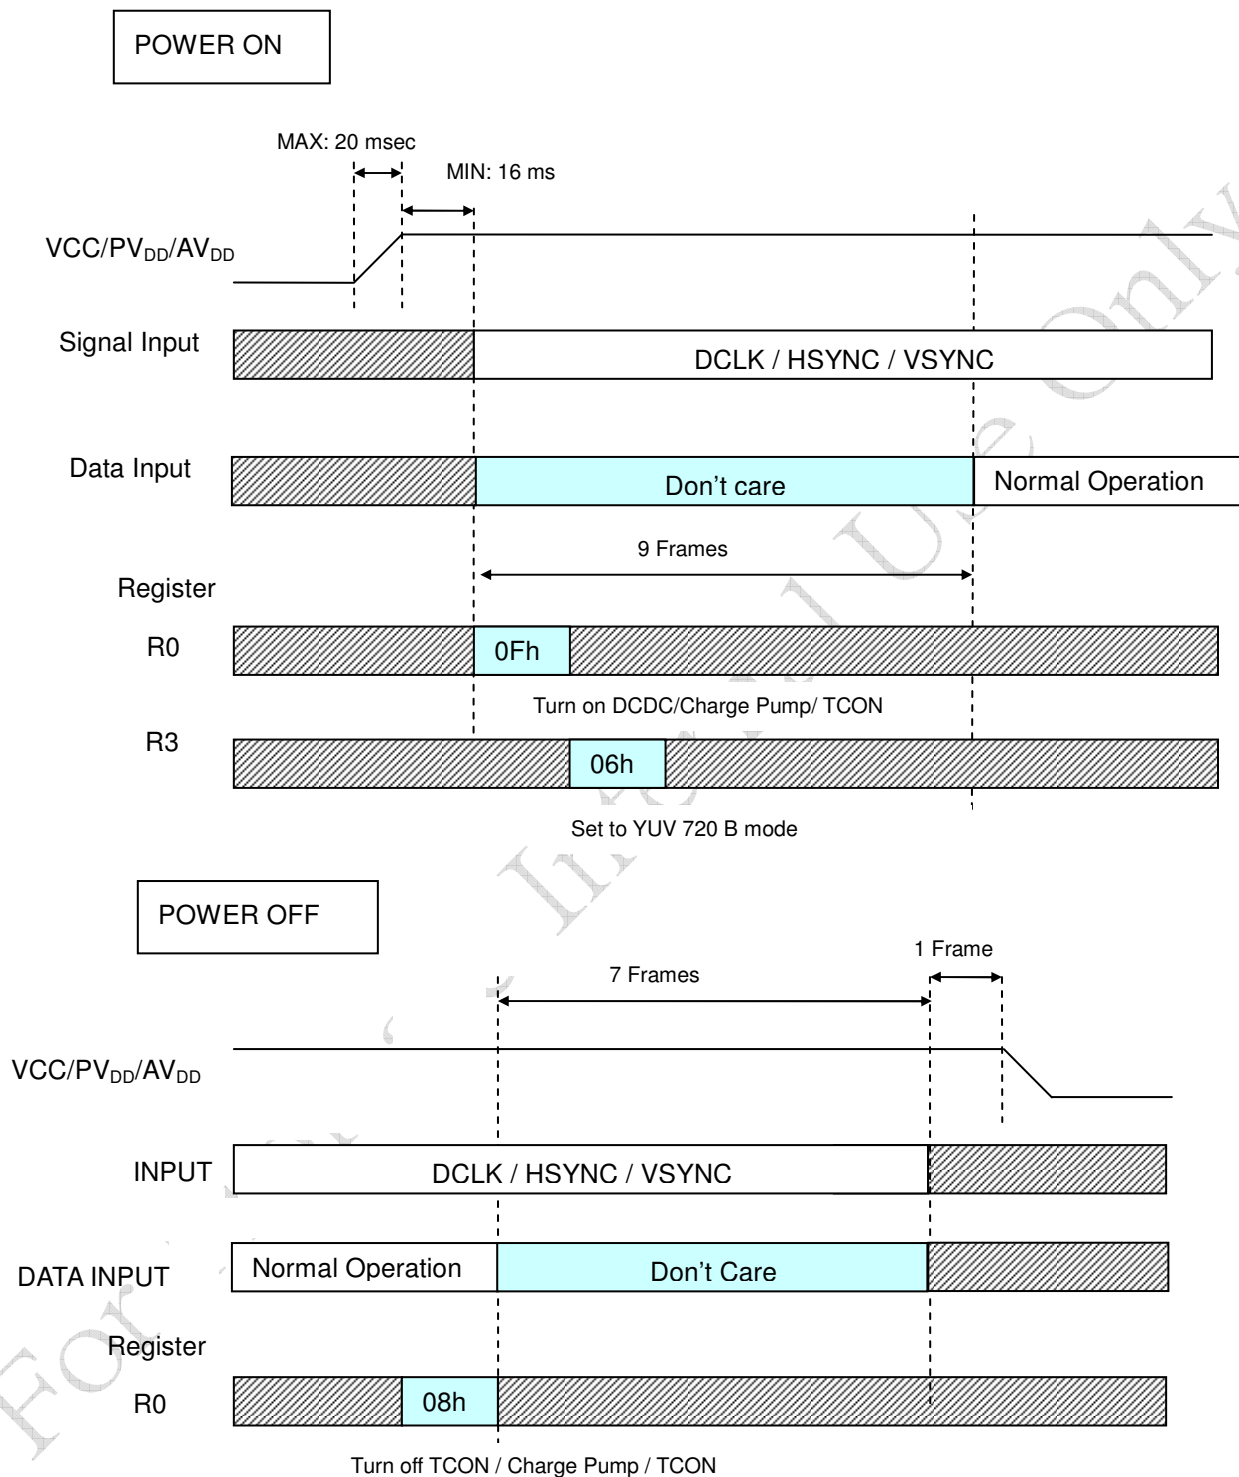 POWER ON
MAX: 20 msec
MIN: 16 ms
VCC/PVDD/AVDD
Signal Input
DCLK / HSYNC / VSYNC
Data Input
Don't care
Normal Operation
9 Frames
Register
R0
0Fh
Turn on DCDC/Charge Pump/ TCON
R3
06h
Set to YUV 720 B mode
POWER OFF
1 Frame
7 Frames
VCC/PVDD/AVDD
INPUT
DCLK / HSYNC / VSYNC
DATA INPUT
Normal Operation
Don't Care
Register
R0
08h
Turn off TCON / Charge Pump / TCON
For Use Only